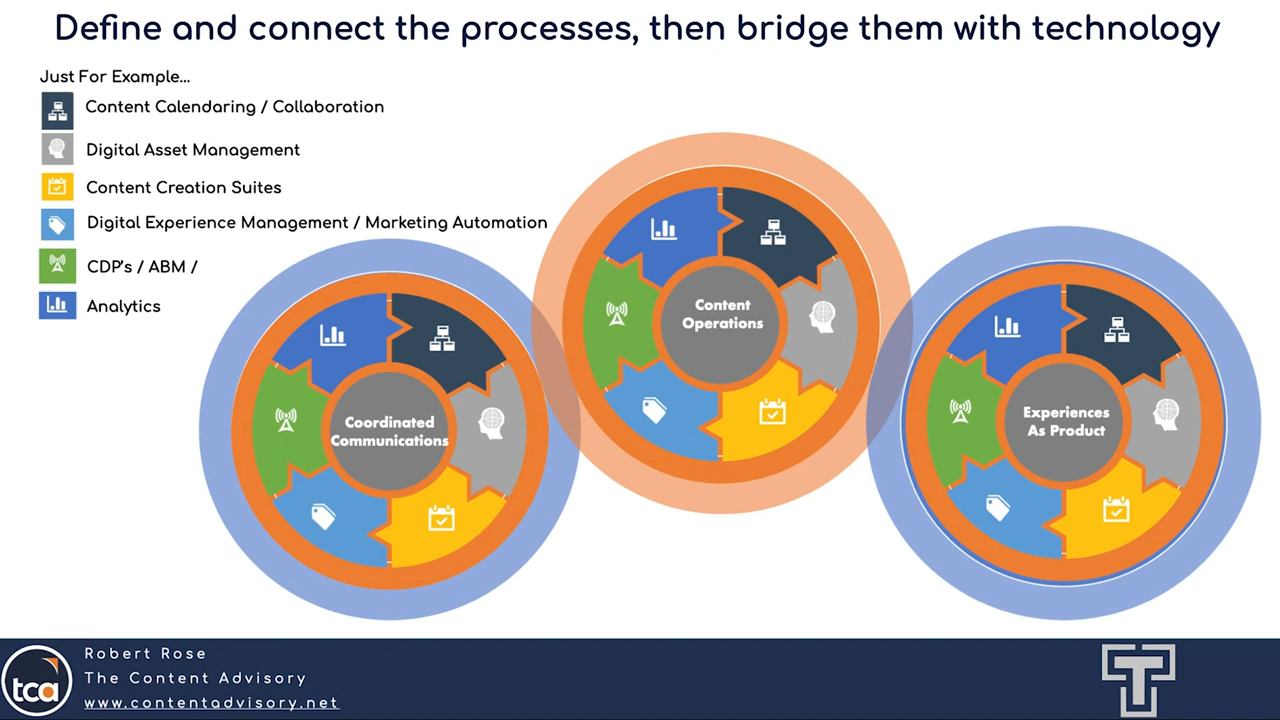 Define and connect the processes, then bridge them with technology
Just For Example...
Content Calendaring / Collaboration
Digital Asset Management
Content Creation Suites
Digital Experience Management / Marketing Automation
CDP's / ABM /
Analytics
Coordinated
Communications
Content
Operations
Experiences
As Product
tca
Robert Rose
The Content Advisory
www.contentadvisory.net
T